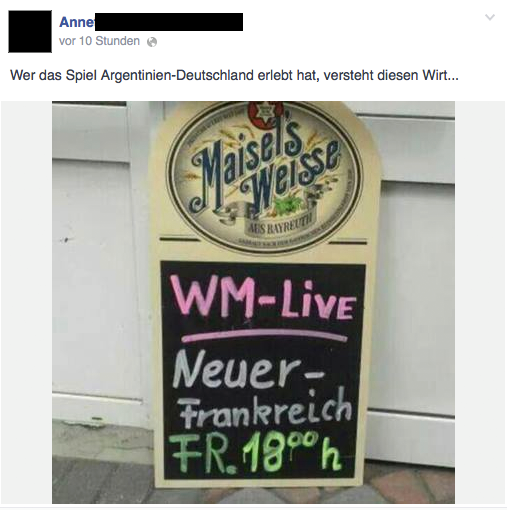 Anne
vor 10 Stunden
Wer das Spiel Argentinien-Deutschland erlebt hat, versteht diesen Wirt...
Maisel's
Weisse
AUS BAYREUTH
WM-LiVE
Neuer-
Frankreich
FR. 18⁰⁰ h